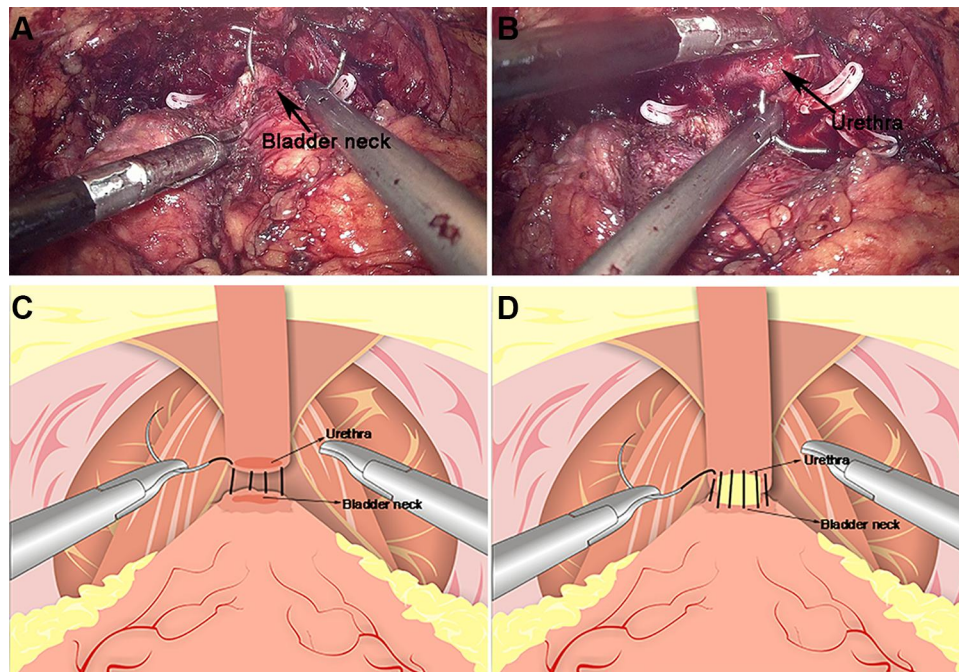 A
Bladder neck
B
Urethra
C
Urethra
Bladder neck
D
Urethra
Bladder neck